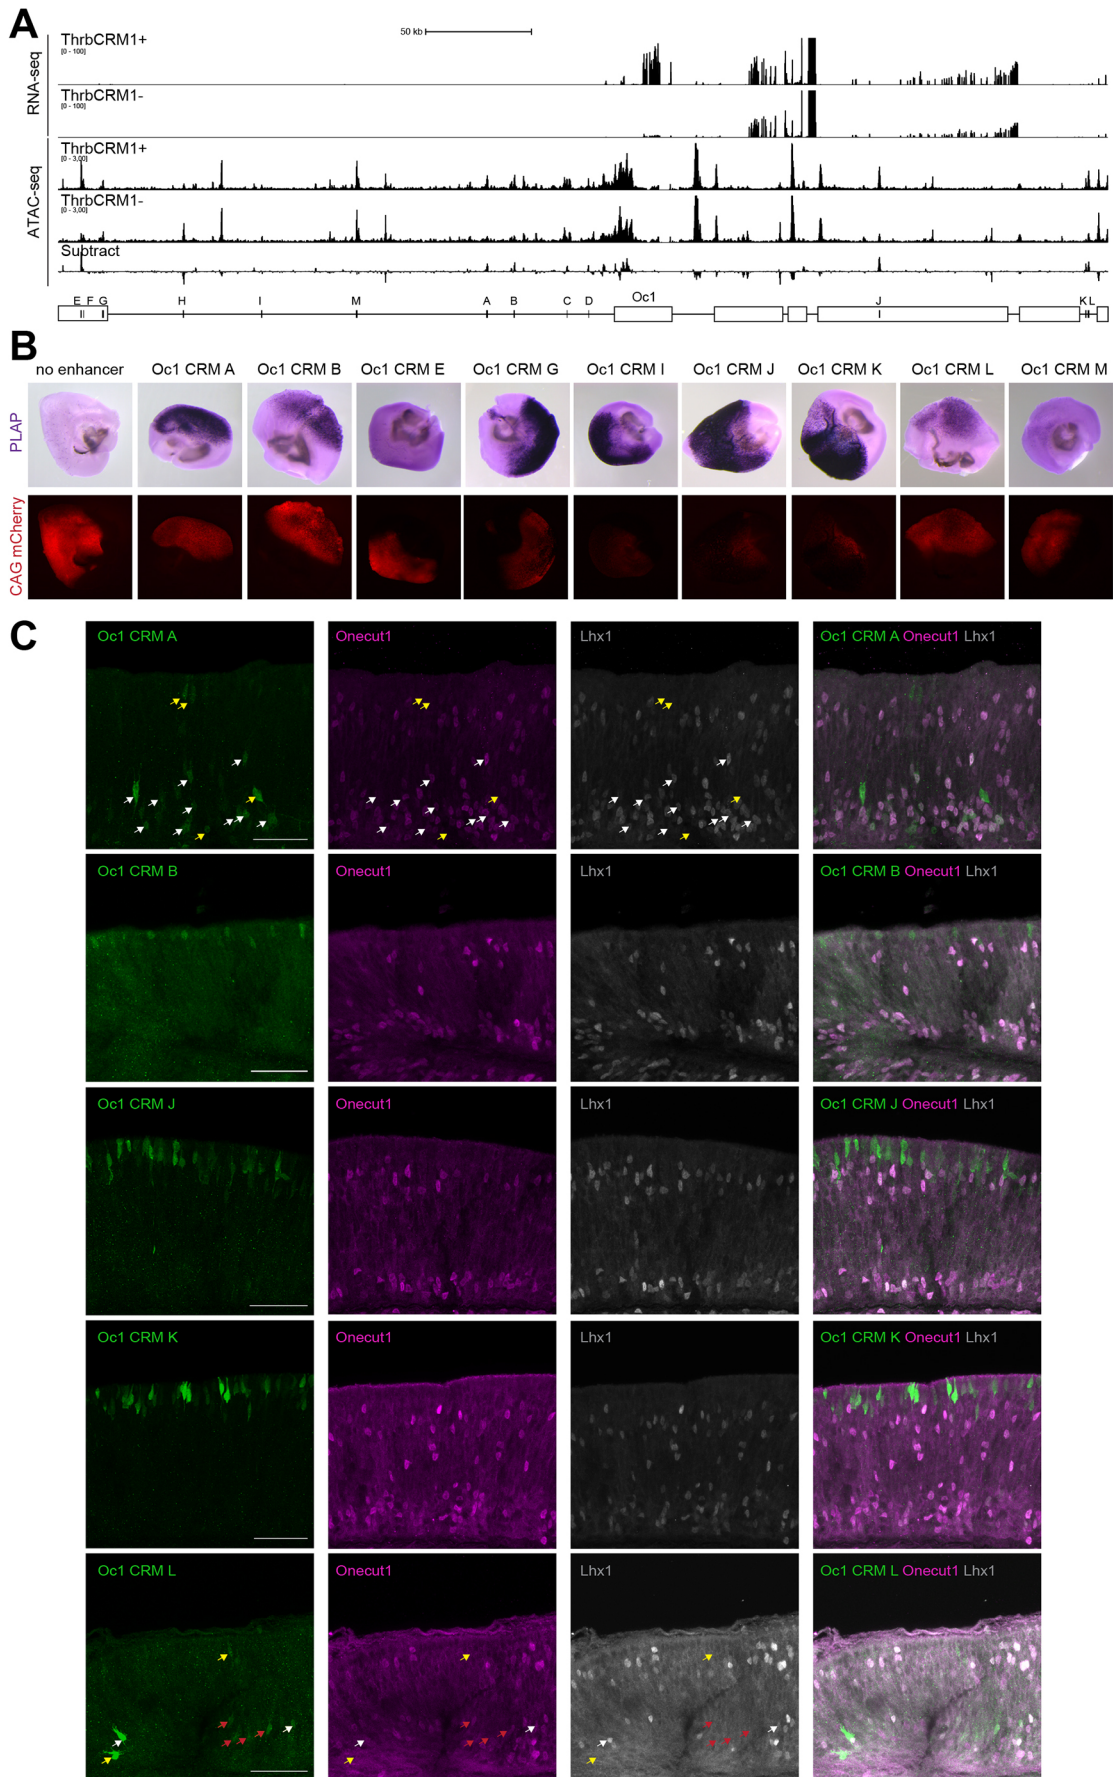 A
50 kb
RNA-seq
ThrbCRM1+
[0 - 100]
ThrbCRM1-
[0 - 100]
ATAC-seq
ThrbCRM1+
[0 - 3.00]
ThrbCRM1-
[0 - 3.00]
Subtract
E F G H I M A B C D Oc1 J K L
B
no enhancer Oc1 CRM A Oc1 CRM B Oc1 CRM E Oc1 CRM G Oc1 CRM I Oc1 CRM J Oc1 CRM K Oc1 CRM L Oc1 CRM M
PLAP
CAG mCherry
C
Oc1 CRM A Onecut1 Lhx1 Oc1 CRM A Onecut1 Lhx1
Oc1 CRM B Onecut1 Lhx1 Oc1 CRM B Onecut1 Lhx1
Oc1 CRM J Onecut1 Lhx1 Oc1 CRM J Onecut1 Lhx1
Oc1 CRM K Onecut1 Lhx1 Oc1 CRM K Onecut1 Lhx1
Oc1 CRM L Onecut1 Lhx1 Oc1 CRM L Onecut1 Lhx1